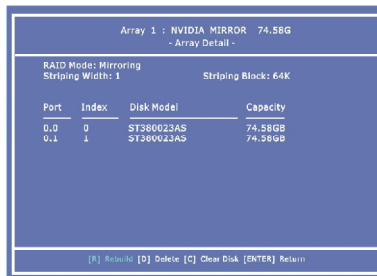 Array 1 : NVIDIA MIRROR 74.58G
- Array Detail -
RAID Mode: Mirroring
Striping Width: 1 Striping Block: 64K
Port Index Disk Model Capacity
0.0 0 ST380023AS 74.58GB
0.1 1 ST380023AS 74.58GB
[R] Rebuild [D] Delete [C] Clear Disk [ENTER] Return